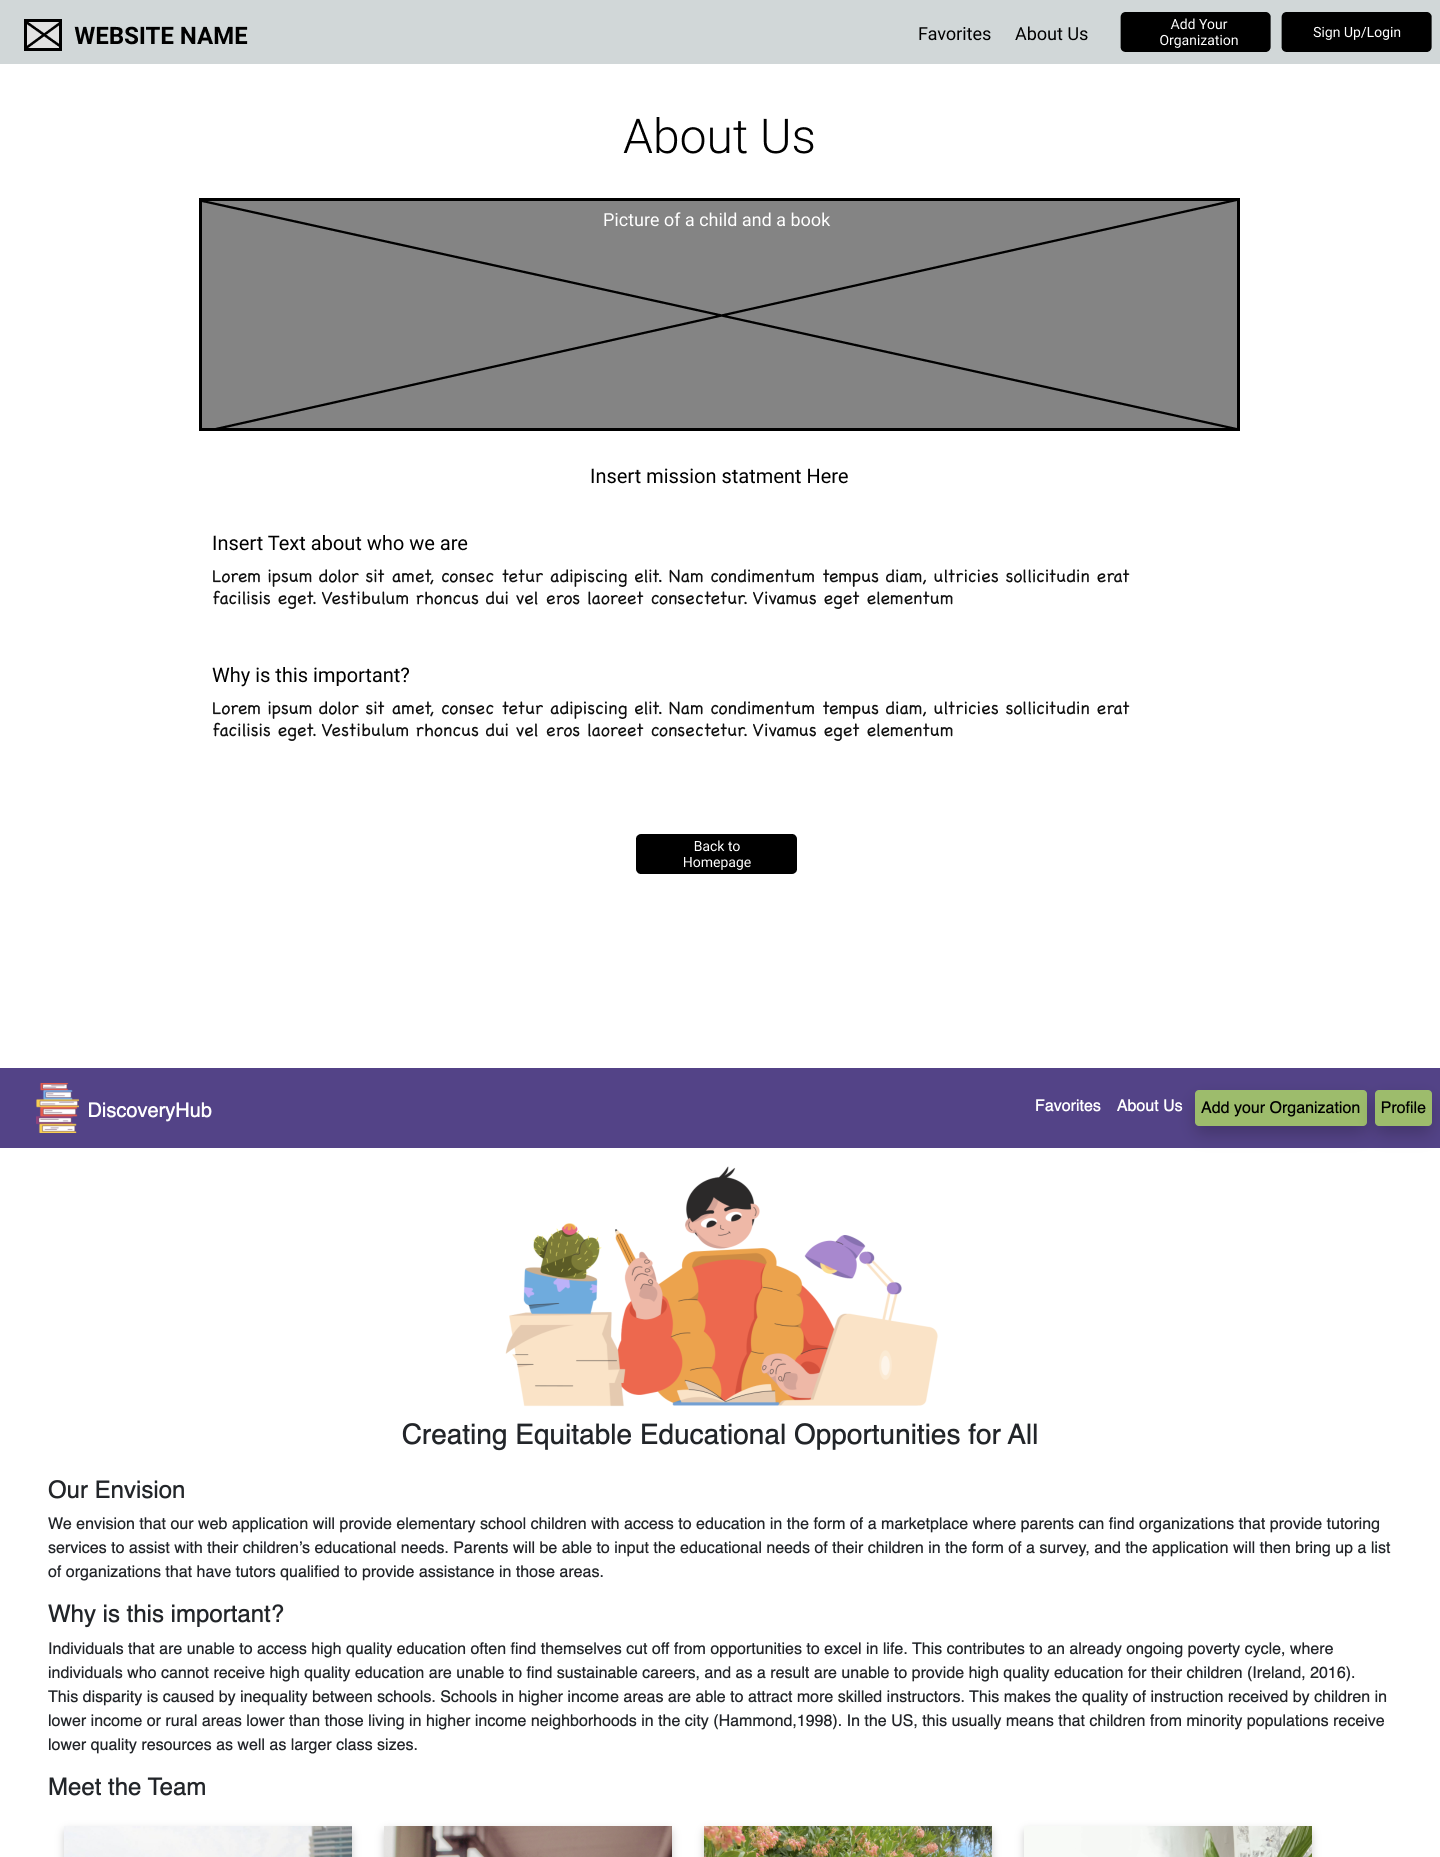 WEBSITE NAME
Favorites
About Us
Add Your
Organization
Sign Up/Login
About Us
Picture of a child and a book
Insert mission statment Here
Insert Text about who we are
Lorem ipsum dolor sit amet, consec tetur adipiscing elit. Nam condimentum tempus diam, ultricies sollicitudin erat
facilisis eget. Vestibulum rhoncus dui vel eros laoreet consectetur. Vivamus eget elementum
Why is this important?
Lorem ipsum dolor sit amet, consec tetur adipiscing elit. Nam condimentum tempus diam, ultricies sollicitudin erat
facilisis eget. Vestibulum rhoncus dui vel eros laoreet consectetur. Vivamus eget elementum
Back to
Homepage
DiscoveryHub
Favorites
About Us
Add your Organization
Profile
Creating Equitable Educational Opportunities for All
Our Envision
We envision that our web application will provide elementary school children with access to education in the form of a marketplace where parents can find organizations that provide tutoring
services to assist with their children’s educational needs. Parents will be able to input the educational needs of their children in the form of a survey, and the application will then bring up a list
of organizations that have tutors qualified to provide assistance in those areas.
Why is this important?
Individuals that are unable to access high quality education often find themselves cut off from opportunities to excel in life. This contributes to an already ongoing poverty cycle, where
individuals who cannot receive high quality education are unable to find sustainable careers, and as a result are unable to provide high quality education for their children (Ireland, 2016).
This disparity is caused by inequality between schools. Schools in higher income areas are able to attract more skilled instructors. This makes the quality of instruction received by children in
lower income or rural areas lower than those living in higher income neighborhoods in the city (Hammond,1998). In the US, this usually means that children from minority populations receive
lower quality resources as well as larger class sizes.
Meet the Team